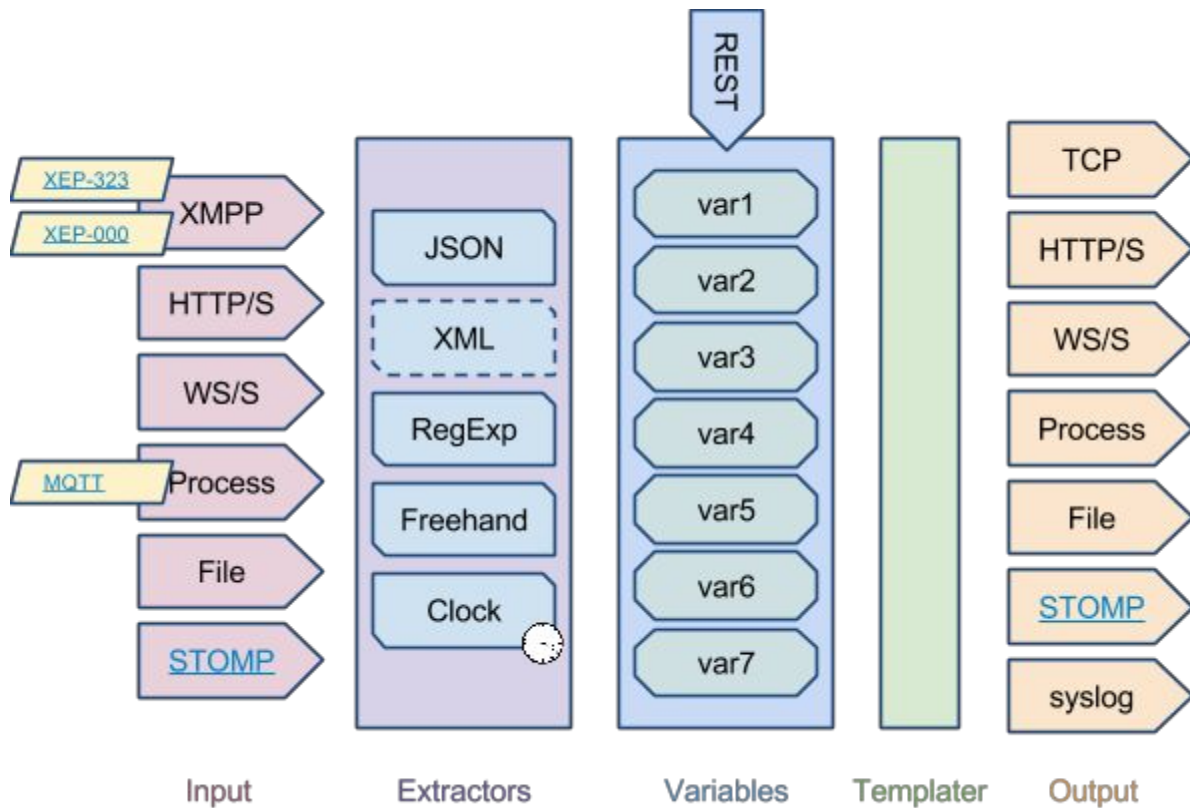 REST
XEP-323
XEP-000
XMPP
HTTP/S
WS/S
MQTT
Process
File
STOMP
JSON
XML
RegExp
Freehand
Clock
var1
var2
var3
var4
var5
var6
var7
TCP
HTTP/S
WS/S
Process
File
STOMP
syslog
Input
Extractors
Variables
Templater
Output